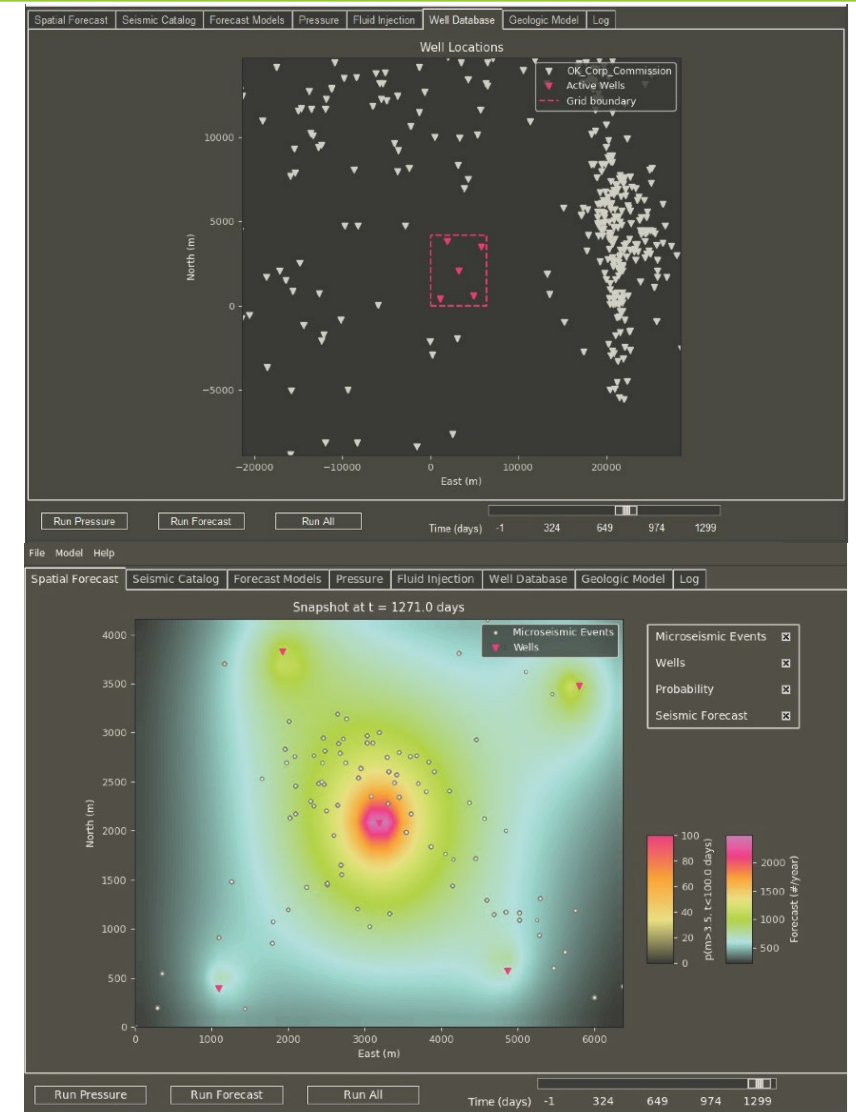 Spatial Forecast Seismic Catalog Forecast Models Pressure Fluid Injection Well Database Geologic Model Log
Well Locations
OK_Corp_Commission
Active Wells
Grid boundary
10000
5000
0
−5000
North (m)
−20000 −10000 0 10000 20000
East (m)
Run Pressure Run Forecast Run All
Time (days) -1 324 649 974 1299
File Model Help
Spatial Forecast Seismic Catalog Forecast Models Pressure Fluid Injection Well Database Geologic Model Log
Snapshot at t = 1271.0 days
Microseismic Events
Wells
4000
3500
3000
2500
2000
1500
1000
500
0
North (m)
0 1000 2000 3000 4000 5000 6000
East (m)
Microseismic Events
Wells
Probability
Seismic Forecast
100
80
60
40
20
0
p(m>3.5, t<100.0 days)
2000
1500
1000
500
Forecast (#/year)
Run Pressure Run Forecast Run All
Time (days) -1 324 649 974 1299